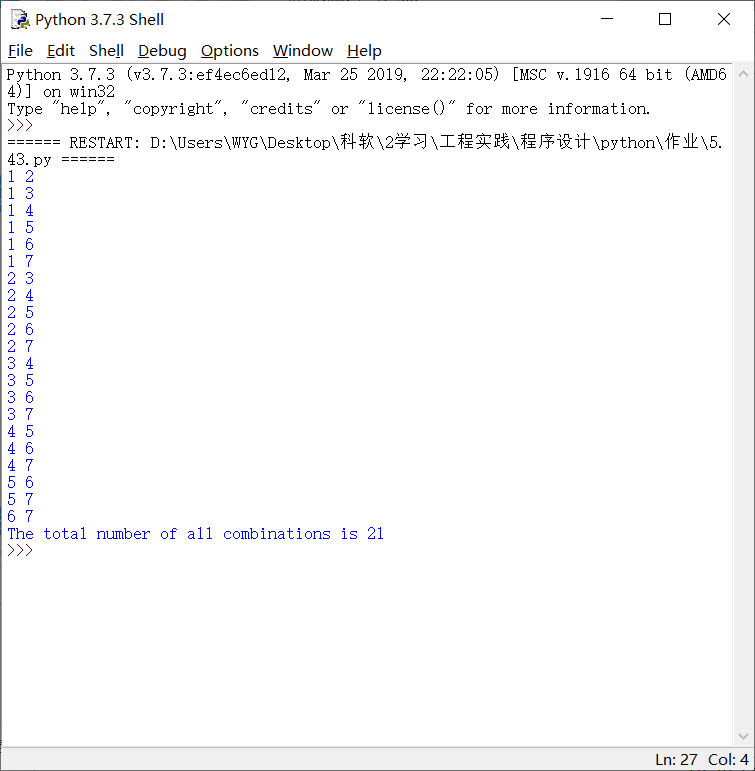 Python 3.7.3 Shell
File Edit Shell Debug Options Window Help
Python 3.7.3 (v3.7.3:ef4ec6ed12, Mar 25 2019, 22:22:05) [MSC v.1916 64 bit (AMD6
4)] on win32
Type "help", "copyright", "credits" or "license()" for more information.
>>>
====== RESTART: D:\Users\WYG\Desktop\科软\2学习\工程实践\程序设计\python\作业\5.
43.py ======
1 2
1 3
1 4
1 5
1 6
1 7
2 3
2 4
2 5
2 6
2 7
3 4
3 5
3 6
3 7
4 5
4 6
4 7
5 6
5 7
6 7
The total number of all combinations is 21
>>>
Ln: 27 Col: 4